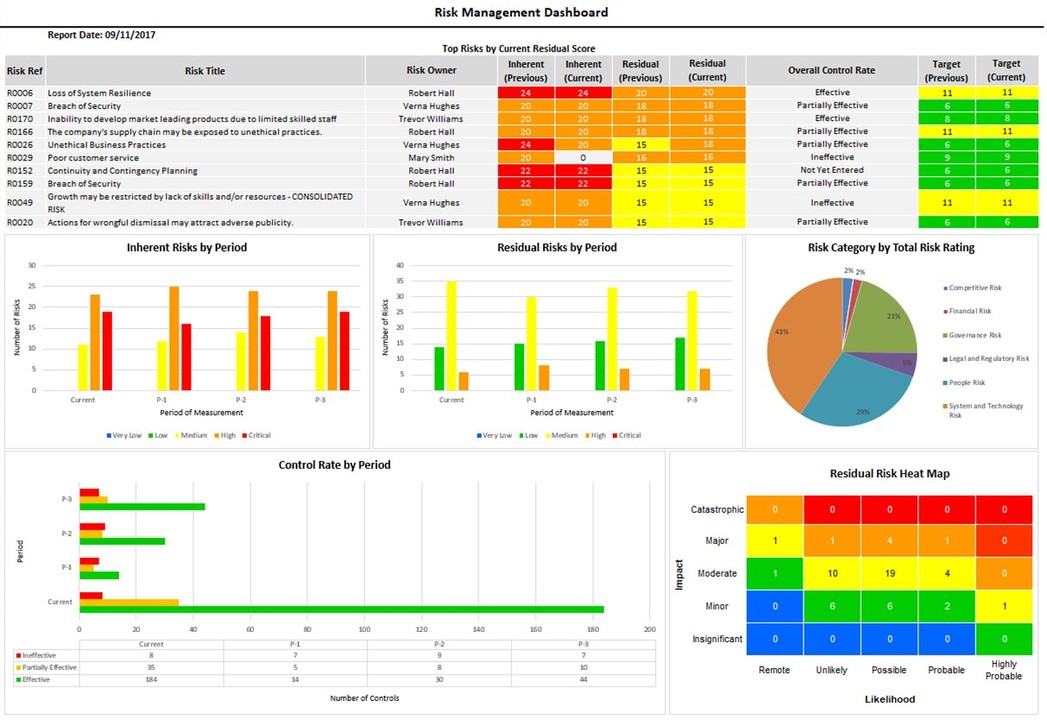 Risk Management Dashboard
Report Date: 09/11/2017
Top Risks by Current Residual Score
Risk Ref Risk Title Risk Owner Inherent (Previous) Inherent (Current) Residual (Previous) Residual (Current) Overall Control Rate Target (Previous) Target (Current)
R0006 Loss of System Resilience Robert Hall 24 24 20 20 Effective 11 11
R0007 Breach of Security Verna Hughes 20 20 18 18 Partially Effective 6 6
R0170 Inability to develop market leading products due to limited skilled staff Trevor Williams 20 20 18 18 Effective 8 8
R0166 The company's supply chain may be exposed to unethical practices. Robert Hall 20 20 18 18 Partially Effective 11 11
R0026 Unethical Business Practices Verna Hughes 24 20 15 18 Partially Effective 6 6
R0029 Poor customer service Mary Smith 20 0 16 16 Ineffective 9 9
R0152 Continuity and Contingency Planning Robert Hall 22 22 15 15 Not Yet Entered 6 6
R0159 Breach of Security Robert Hall 22 22 15 15 Partially Effective 6 6
R0049 Growth may be restricted by lack of skills and/or resources - CONSOLIDATED
RISK Verna Hughes 20 20 15 15 Ineffective 11 11
R0020 Actions for wrongful dismissal may attract adverse publicity. Trevor Williams 20 20 15 15 Partially Effective 6 6
Inherent Risks by Period
Number of Risks
30
25
20
15
10
5
0
Current P-1 P-2 P-3
Period of Measurement
Very Low Low Medium High Critical
Residual Risks by Period
Number of Risks
40
35
30
25
20
15
10
5
0
Current P-1 P-2 P-3
Period of Measurement
Very Low Low Medium High Critical
Risk Category by Total Risk Rating
2% 2%
21%
5%
29%
41%
Competitive Risk
Financial Risk
Governance Risk
Legal and Regulatory Risk
People Risk
System and Technology
Risk
Control Rate by Period
Period
P-3
P-2
P-1
Current
0 20 40 60 80 100 120 140 160 180 200
Current P-1 P-2 P-3
Ineffective 8 7 9 7
Partially Effective 35 5 8 10
Effective 184 14 30 44
Number of Controls
Residual Risk Heat Map
Impact
Catastrophic 0 0 0 0 0
Major 1 1 4 1 0
Moderate 1 10 19 4 0
Minor 0 6 6 2 1
Insignificant 0 0 0 0 0
Remote Unlikely Possible Probable Highly
Probable
Likelihood